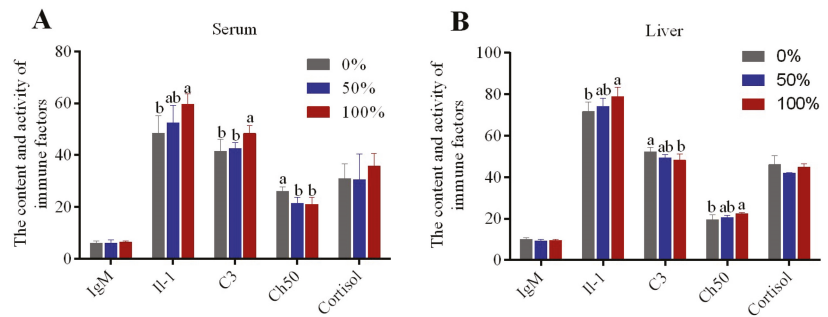 A
Serum
The content and activity of
immune factors
80
60
40
20
0
0%
50%
100%
b ab a
b b a
a b b
IgM
Il-1
C3
Ch50
Cortisol
B
Liver
The content and activity of
immune factors
100
80
60
40
20
0
0%
50%
100%
b ab a
a ab b
b ab a
IgM
Il-1
C3
Ch50
Cortisol